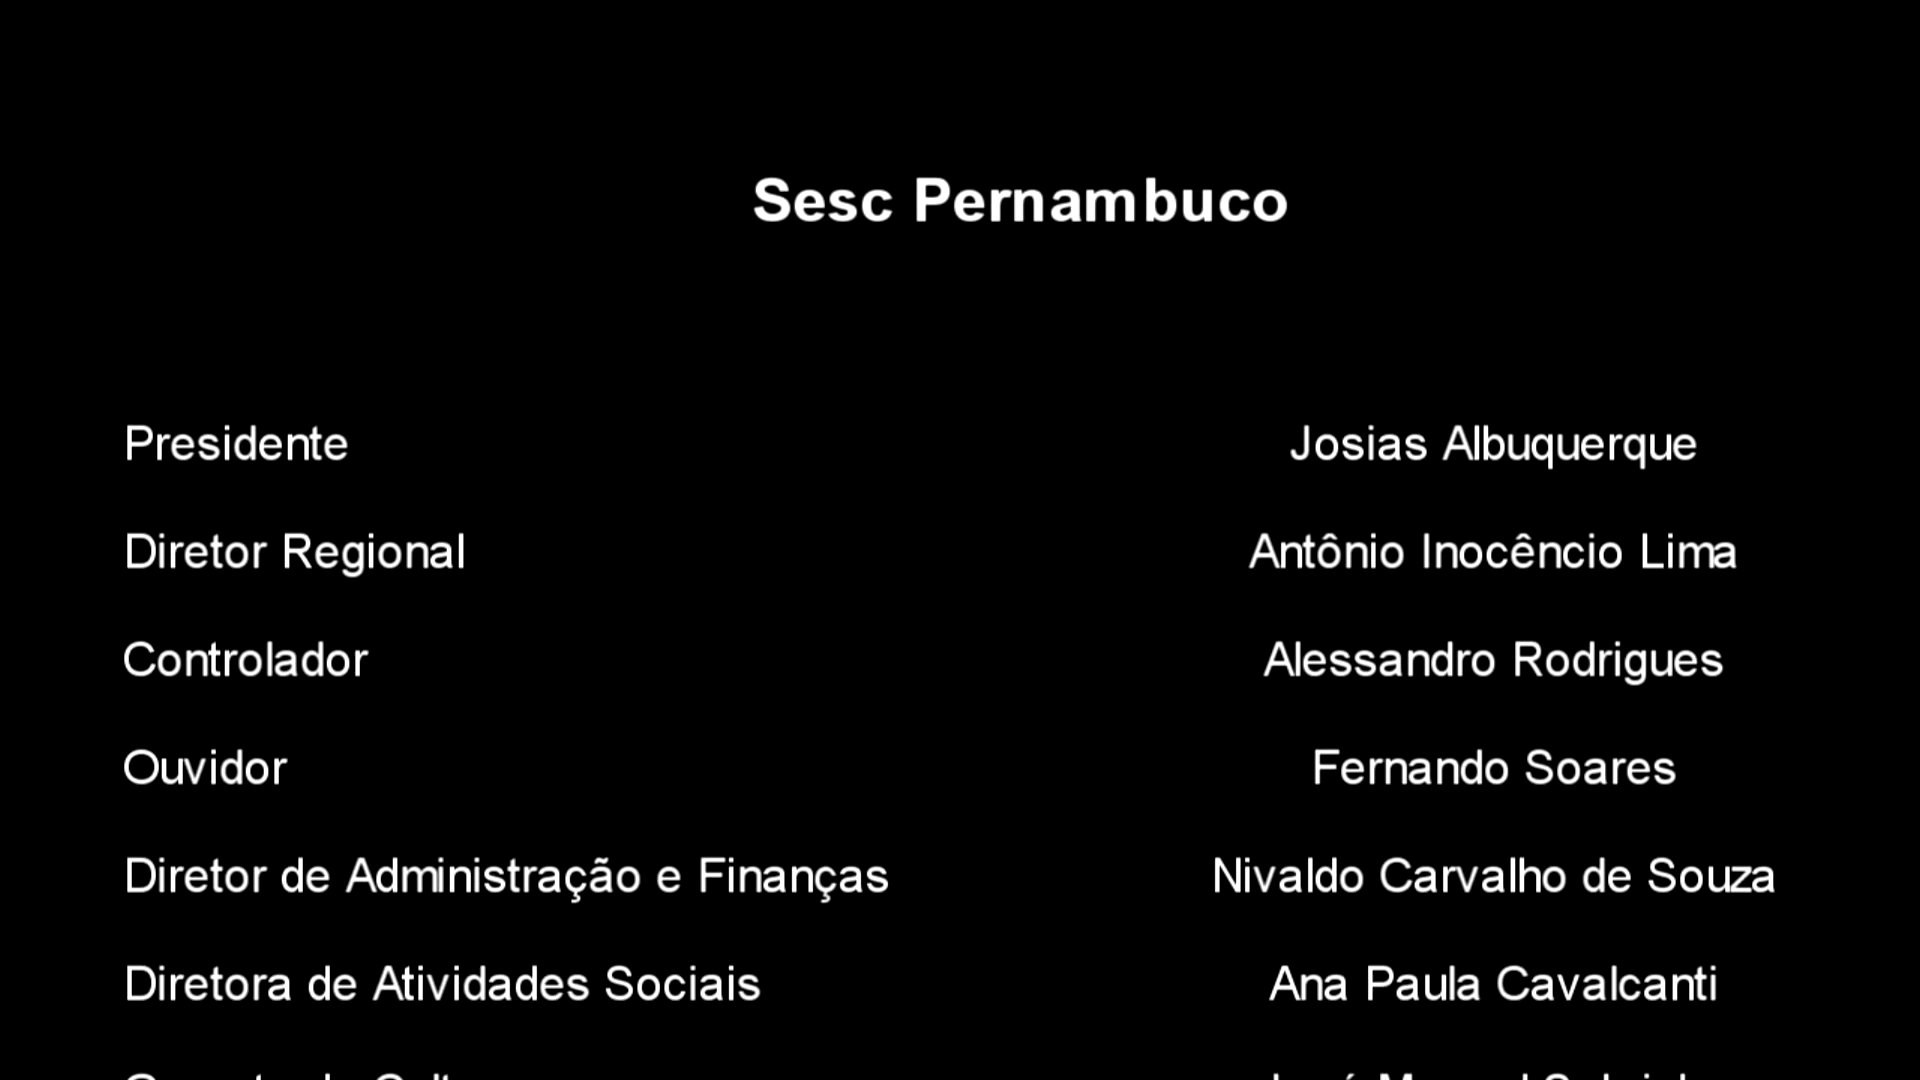 Sesc Pernambuco
Presidente Josias Albuquerque
Diretor Regional Antônio Inocêncio Lima
Controlador Alessandro Rodrigues
Ouvidor Fernando Soares
Diretor de Administração e Finanças Nivaldo Carvalho de Souza
Diretora de Atividades Sociais Ana Paula Cavalcanti